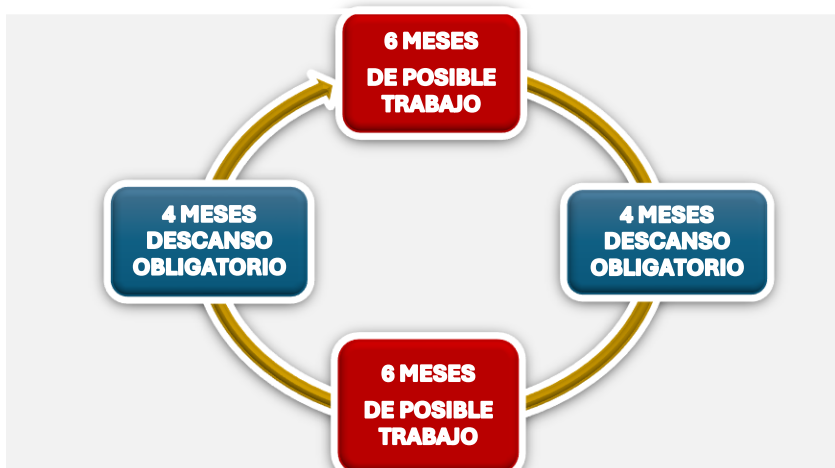 6 MESES
DE POSIBLE
TRABAJO
4 MESES
DESCANSO
OBLIGATORIO
4 MESES
DESCANSO
OBLIGATORIO
6 MESES
DE POSIBLE
TRABAJO